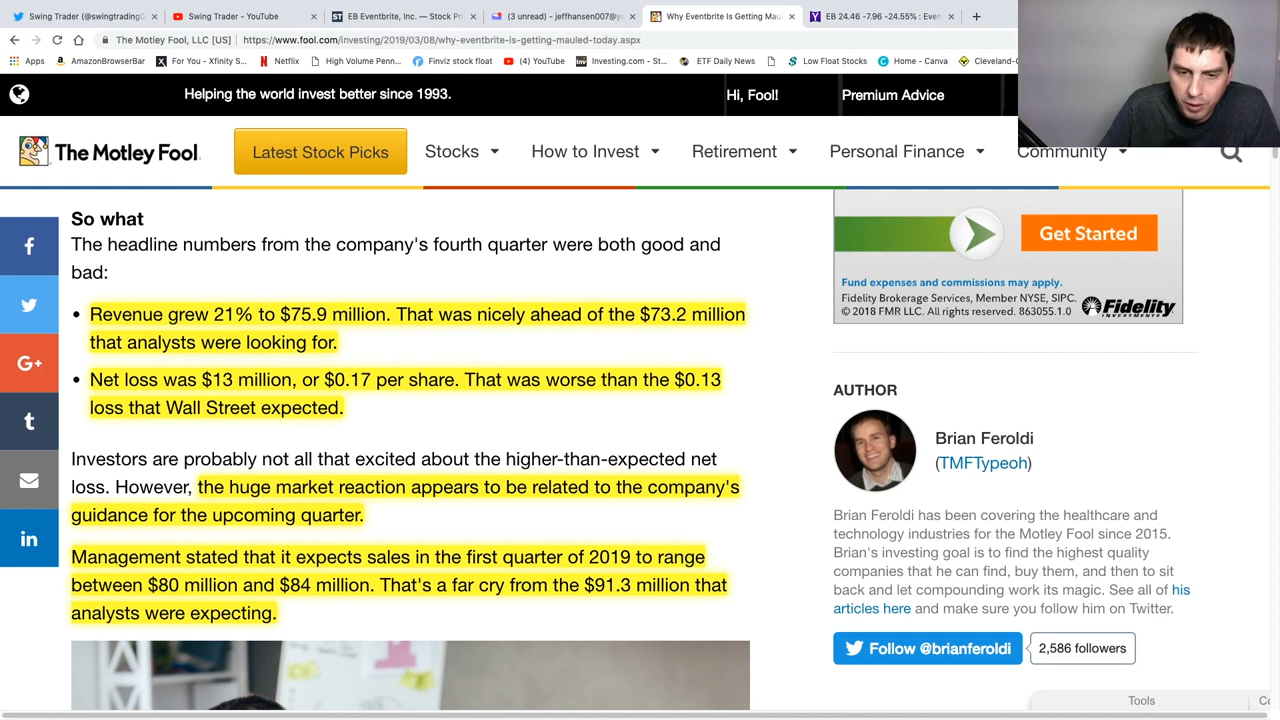 Swing Trader (@swingtradingD
Swing Trader - YouTube
EB Eventbrite, Inc. — Stock Pri
(3 unread) - jeffhansen007@ya
Why Eventbrite Is Getting Mau
EB 24.46 -7.96 -24.55% : Even
The Motley Fool, LLC [US]
https://www.fool.com/investing/2019/03/08/why-eventbrite-is-getting-mauled-today.aspx
Apps
AmazonBrowserBar
For You - Xfinity S...
Netflix
High Volume Penn...
Finviz stock float
(4) YouTube
Investing.com - St...
ETF Daily News
Low Float Stocks
Home - Canva
Cleveland-C
Helping the world invest better since 1993.
Hi, Fool!
Premium Advice
The Motley Fool.
Latest Stock Picks
Stocks
How to Invest
Retirement
Personal Finance
Community
So what
The headline numbers from the company's fourth quarter were both good and
bad:
• Revenue grew 21% to $75.9 million. That was nicely ahead of the $73.2 million
that analysts were looking for.
• Net loss was $13 million, or $0.17 per share. That was worse than the $0.13
loss that Wall Street expected.
Investors are probably not all that excited about the higher-than-expected net
loss. However, the huge market reaction appears to be related to the company's
guidance for the upcoming quarter.
Management stated that it expects sales in the first quarter of 2019 to range
between $80 million and $84 million. That's a far cry from the $91.3 million that
analysts were expecting.
Get Started
Fund expenses and commissions may apply.
Fidelity Brokerage Services, Member NYSE, SIPC.
© 2018 FMR LLC. All rights reserved. 863055.1.0
Fidelity
INVESTMENTS
AUTHOR
Brian Feroldi
(TMFTypeoh)
Brian Feroldi has been covering the healthcare and
technology industries for the Motley Fool since 2015.
Brian's investing goal is to find the highest quality
companies that he can find, buy them, and then to sit
back and let compounding work its magic. See all of his
articles here and make sure you follow him on Twitter.
Follow @brianferoldi
2,586 followers
Tools